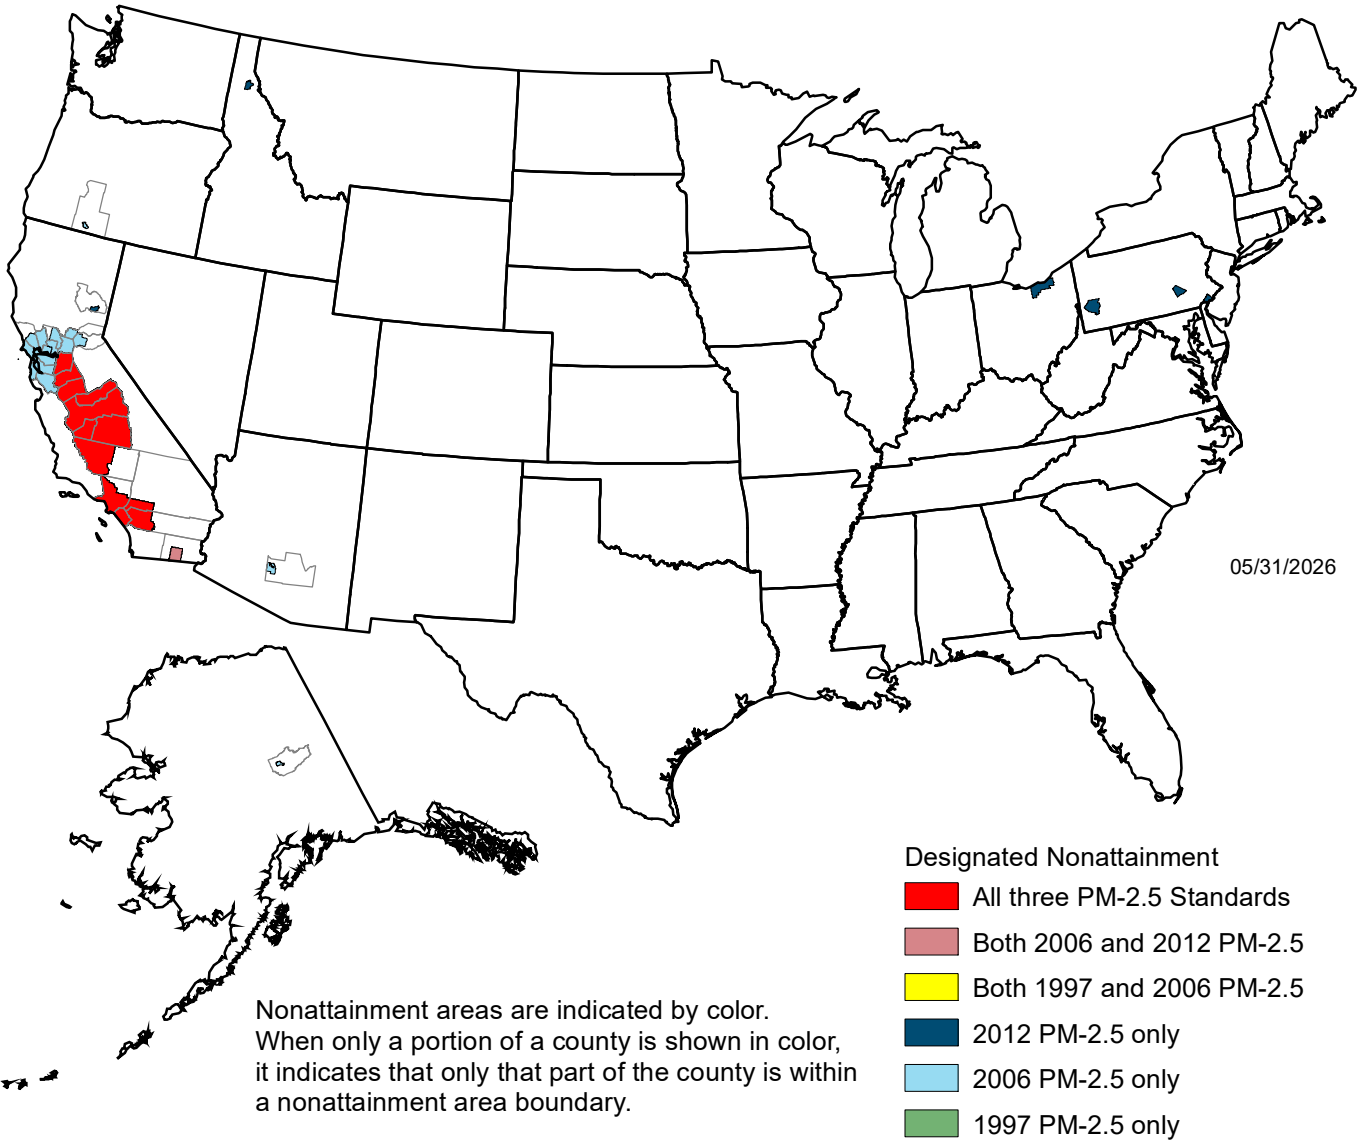 05/31/2026
Designated Nonattainment
All three PM-2.5 Standards
Both 2006 and 2012 PM-2.5
Both 1997 and 2006 PM-2.5
2012 PM-2.5 only
2006 PM-2.5 only
1997 PM-2.5 only
Nonattainment areas are indicated by color.
When only a portion of a county is shown in color,
it indicates that only that part of the county is within
a nonattainment area boundary.